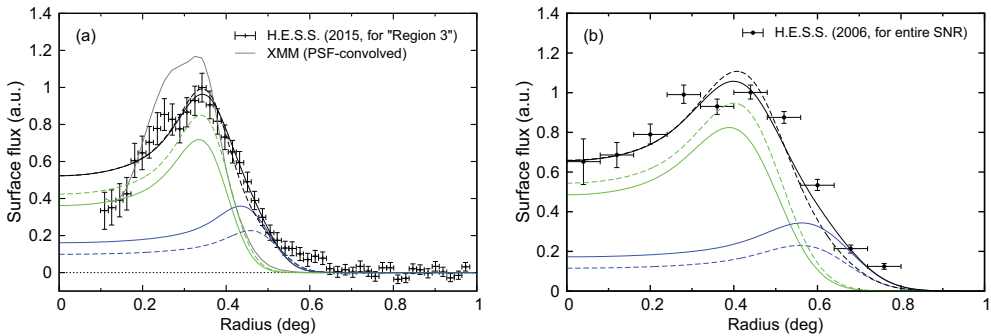 (a)
H.E.S.S. (2015, for "Region 3")
XMM (PSF-convolved)
Surface flux (a.u.)
1.4
1.2
1
0.8
0.6
0.4
0.2
0
0 0.2 0.4 0.6 0.8 1
Radius (deg)
(b)
H.E.S.S. (2006, for entire SNR)
Surface flux (a.u.)
1.4
1.2
1
0.8
0.6
0.4
0.2
0
0 0.2 0.4 0.6 0.8 1
Radius (deg)